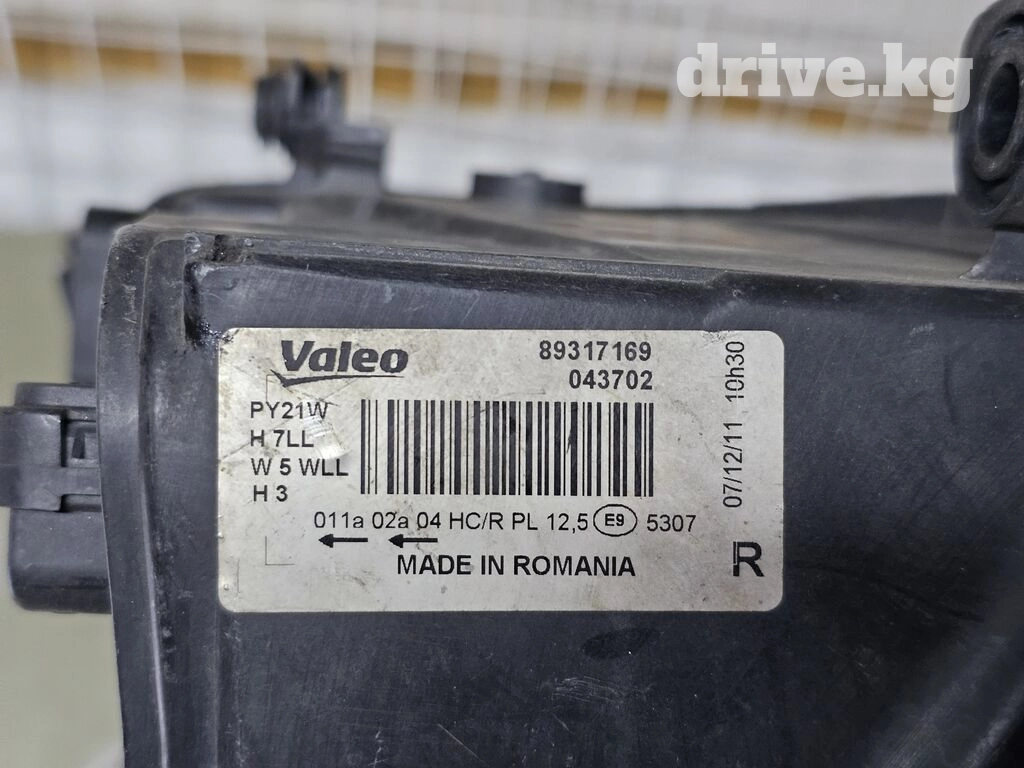 drive.kg
Valeo
89317169
043702
PY21W
H 7LL
W 5 WLL
H 3
07/12/11 10h30
011a 02a 04 HC/R PL 12,5 E9 5307
MADE IN ROMANIA
R